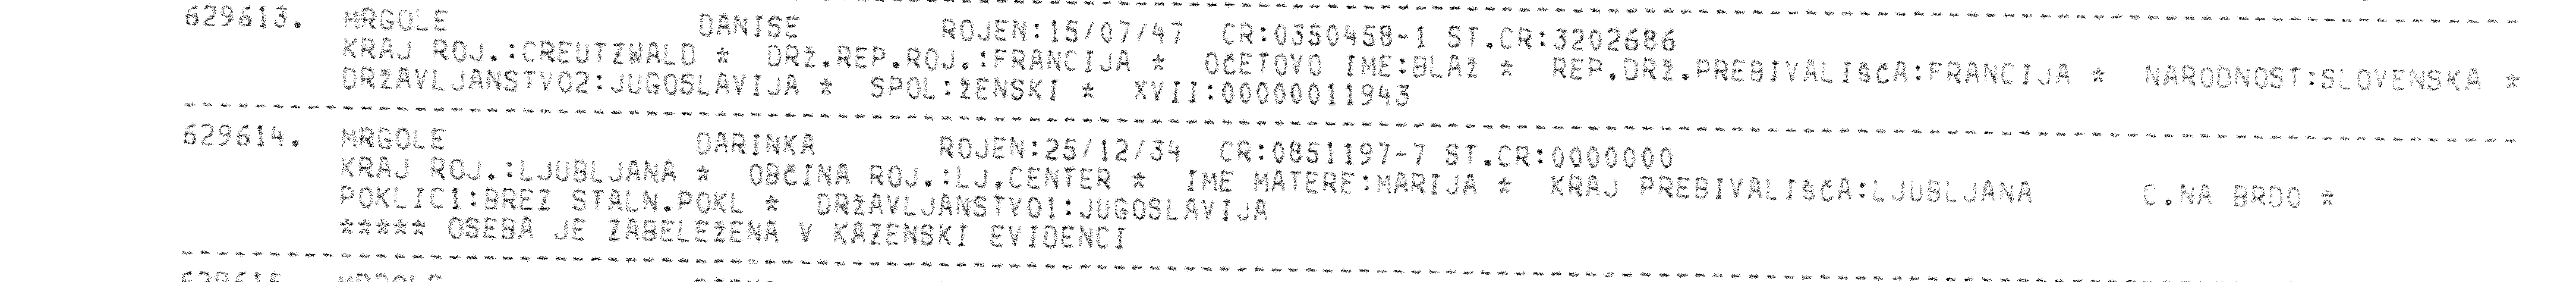 629613. MRGOLE DANISE ROJEN:15/07/47 CR:0350458-1 ST.CR:3202686
KRAJ ROJ.:CREUTZWALD * DRŽ.REP.ROJ.:FRANCIJA * OČETOVO IME:BLAŽ * REP.DRŽ.PREBIVALIŠČA:FRANCIJA * NARODNOST:SLOVENSKA *
DRŽAVLJANSTVO2:JUGOSLAVIJA * SPOL:ŽENSKI * XVII:00000011943
629614. MRGOLE DARINKA ROJEN:25/12/34 CR:0851197-7 ST.CR:0000000
KRAJ ROJ.:LJUBLJANA * OBČINA ROJ.:LJ.CENTER * IME MATERE:MARIJA * KRAJ PREBIVALIŠČA:LJUBLJANA C.NA BRDO *
POKLIC1:BREZ STALN.POKL * DRŽAVLJANSTVO1:JUGOSLAVIJA
***** OSEBA JE ZABELEŽENA V KAZENSKI EVIDENCI